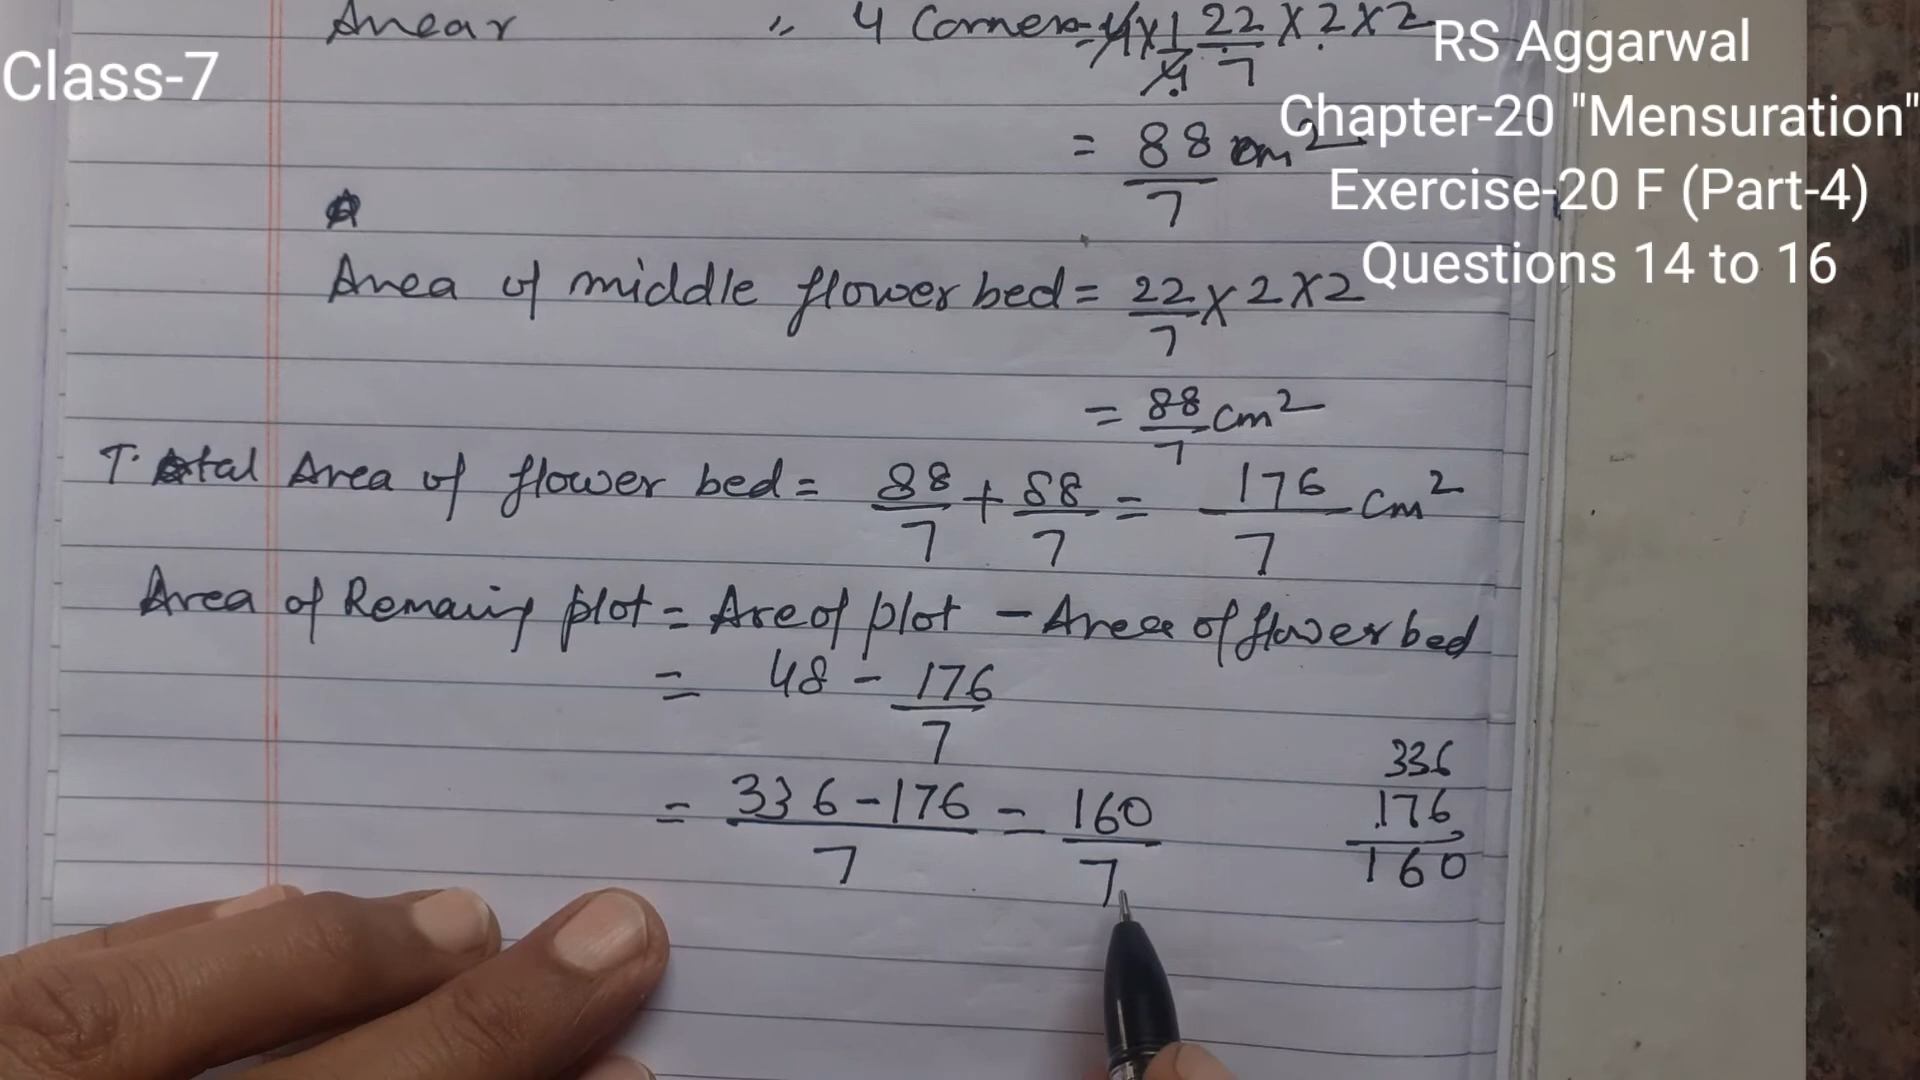 Anear " 4 Corners = 4 × 1/4 22/7 × 2 × 2
Class-7
RS Aggarwal
Chapter-20 "Mensuration"
Exercise-20 F (Part-4)
Questions 14 to 16
= 88/7 cm²
Area of middle flower bed = 22/7 × 2 × 2
= 88/7 cm²
T. otal Area of flower bed = 88/7 + 88/7 = 176/7 cm²
Area of Remaing plot = Are of plot – Area of flower bed
= 48 - 176/7
= 336 - 176/7 = 160/7
336
176
160